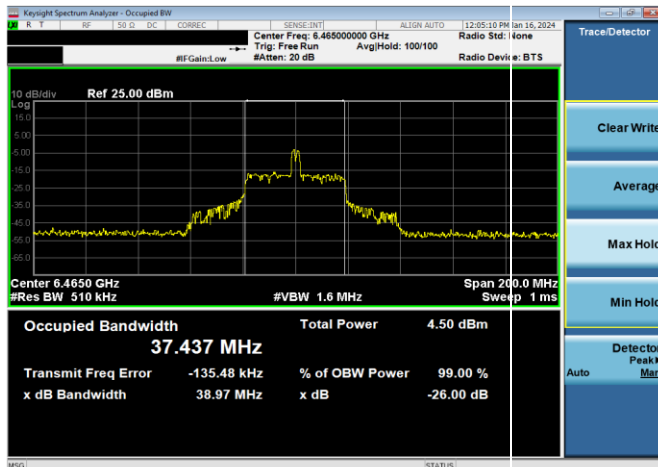 Keysight Spectrum Analyzer - Occupied BW
R T RF 50 Ω DC CORREC SENSE:INT ALIGN AUTO 12:05:10 PM Jan 16, 2024
Center Freq: 6.465000000 GHz Radio Std: None
Trig: Free Run Avg|Hold: 100/100
#IFGain:Low #Atten: 20 dB Radio Device: BTS
Trace/Detector
10 dB/div Ref 25.00 dBm
Log
15.0
5.00
-5.00
-15.0
-25.0
-35.0
-45.0
-55.0
-65.0
Center 6.4650 GHz Span 200.0 MHz
#Res BW 510 kHz #VBW 1.6 MHz Sweep 1 ms
Occupied Bandwidth Total Power 4.50 dBm
37.437 MHz
Transmit Freq Error -135.48 kHz % of OBW Power 99.00 %
x dB Bandwidth 38.97 MHz x dB -26.00 dB
Clear Write
Average
Max Hold
Min Hold
Detector
Peak
Auto Man
MSG STATUS